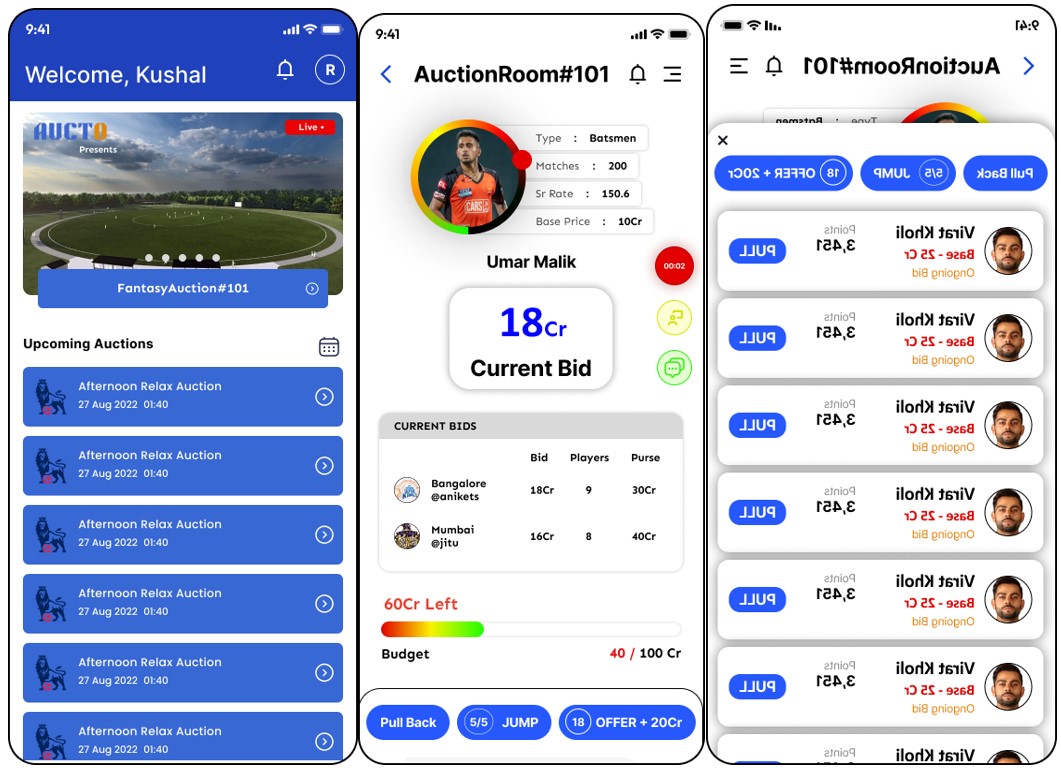 9:41
Welcome, Kushal
R
AUCTO
Presents
Live •
FantasyAuction#101
Upcoming Auctions
Afternoon Relax Auction
27 Aug 2022 01:40
Afternoon Relax Auction
27 Aug 2022 01:40
Afternoon Relax Auction
27 Aug 2022 01:40
Afternoon Relax Auction
27 Aug 2022 01:40
Afternoon Relax Auction
27 Aug 2022 01:40
Afternoon Relax Auction
27 Aug 2022 01:40
9:41
AuctionRoom#101
Type : Batsmen
Matches : 200
Sr Rate : 150.6
Base Price : 10Cr
CARS
Umar Malik
00:02
18Cr
Current Bid
CURRENT BIDS
Bid Players Purse
Bangalore
@anikets
18Cr 9 30Cr
Mumbai
@jitu
16Cr 8 40Cr
60Cr Left
Budget 40 / 100 Cr
Pull Back 5/5 JUMP 18 OFFER + 20Cr
9:41
AuctionRoom#101
Type : Batsmen
×
Pull Back 5/5 JUMP 18 OFFER + 20Cr
Virat Kholi
Base - 25 Cr
Ongoing Bid
Points
3,451
PULL
Virat Kholi
Base - 25 Cr
Ongoing Bid
Points
3,451
PULL
Virat Kholi
Base - 25 Cr
Ongoing Bid
Points
3,451
PULL
Virat Kholi
Base - 25 Cr
Ongoing Bid
Points
3,451
PULL
Virat Kholi
Base - 25 Cr
Ongoing Bid
Points
3,451
PULL
Virat Kholi
Base - 25 Cr
Ongoing Bid
Points
3,451
PULL
Virat Kholi
Points
3,451